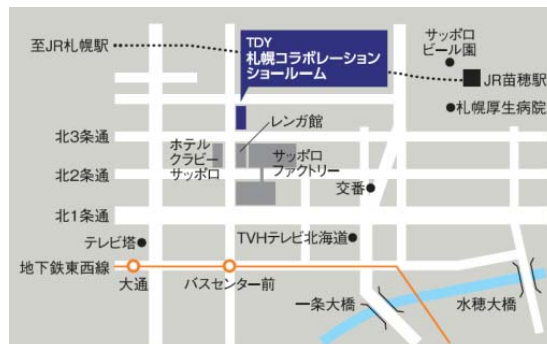 至JR札幌駅
TDY
札幌コラボレーション
ショールーム
サッポロ
ビール園
JR苗穂駅
札幌厚生病院
レンガ館
北3条通
ホテル
クラビー
サッポロ
サッポロ
ファクトリー
北2条通
交番
北1条通
テレビ塔
TVHテレビ北海道
地下鉄東西線
大通
バスセンター前
一条大橋
水穂大橋